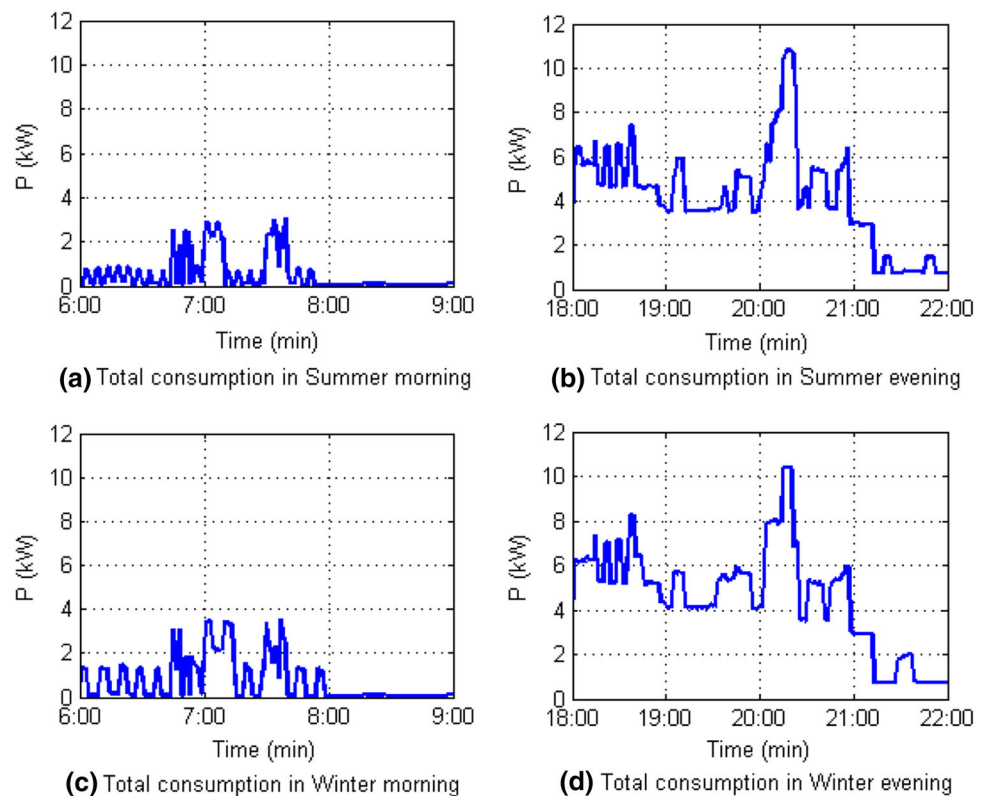 12
10
8
6
4
2
0
P (kW)
6:00 7:00 8:00 9:00
Time (min)
(a) Total consumption in Summer morning
12
10
8
6
4
2
0
P (kW)
18:00 19:00 20:00 21:00 22:00
Time (min)
(b) Total consumption in Summer evening
12
10
8
6
4
2
0
P (kW)
6:00 7:00 8:00 9:00
Time (min)
(c) Total consumption in Winter morning
12
10
8
6
4
2
0
P (kW)
18:00 19:00 20:00 21:00 22:00
Time (min)
(d) Total consumption in Winter evening